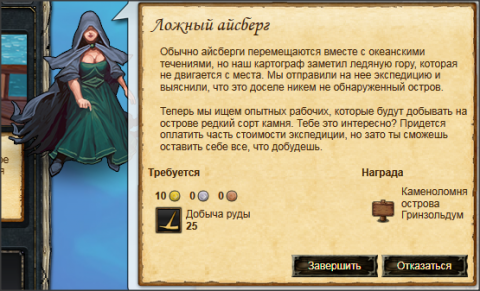 Ложный айсберг
Обычно айсберги перемещаются вместе с океанскими
течениями, но наш картограф заметил ледяную гору, которая
не двигается с места. Мы отправили на нее экспедицию и
выяснили, что это доселе никем не обнаруженный остров.
Теперь мы ищем опытных рабочих, которые будут добывать на
острове редкий сорт камня. Тебе это интересно? Придется
оплатить часть стоимости экспедиции, но зато ты сможешь
оставить себе все, что добудешь.
Требуется
Награда
10 0 0
Добыча руды
25
Каменоломня
острова
Гринзольдум
Завершить
Отказаться